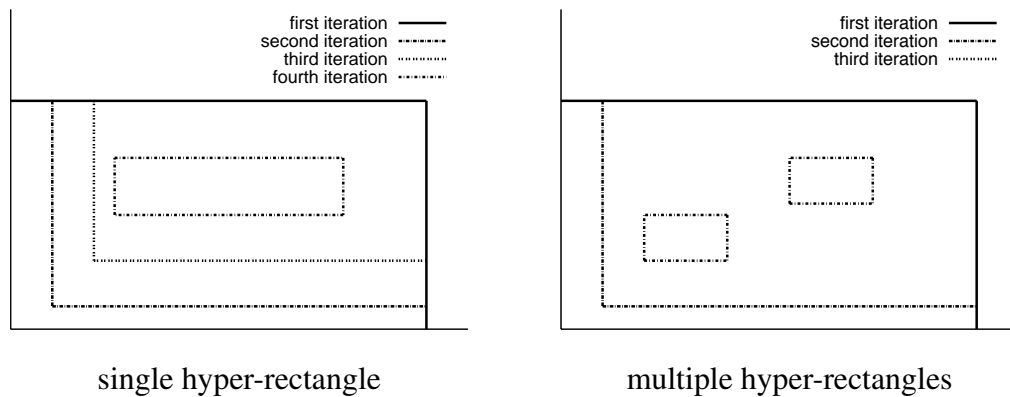 first iteration
second iteration
third iteration
fourth iteration
single hyper-rectangle
first iteration
second iteration
third iteration
multiple hyper-rectangles